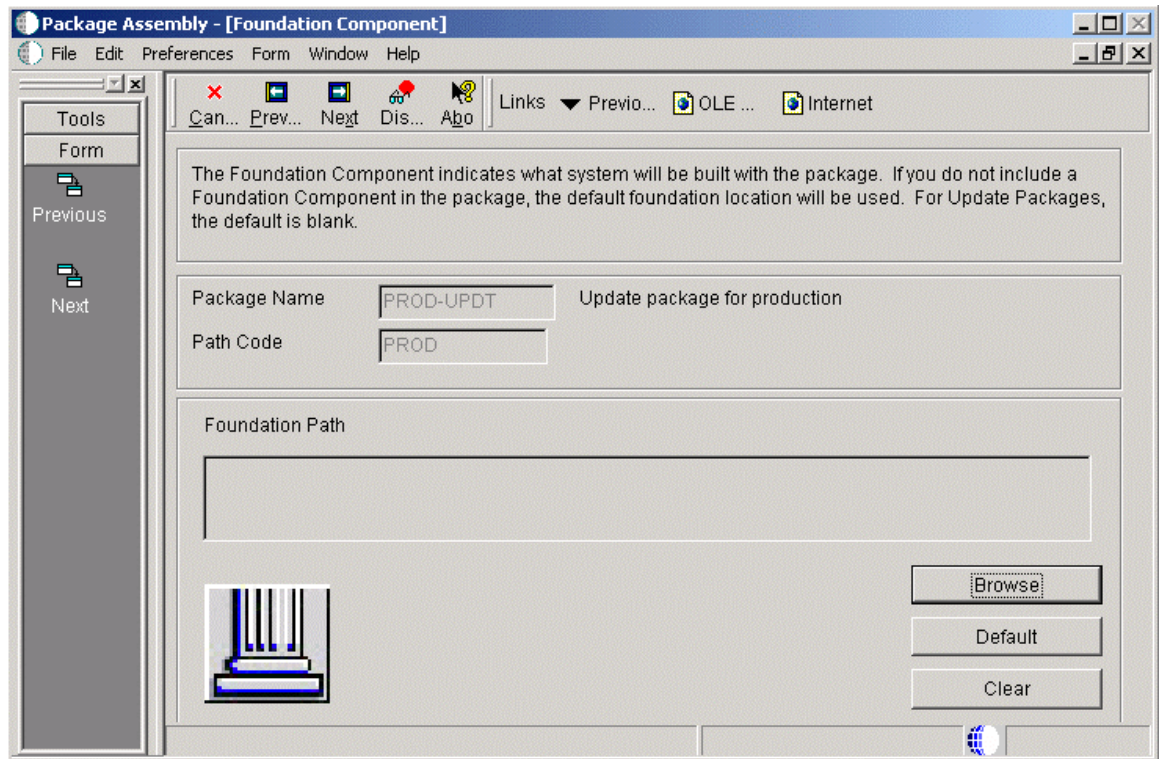 Package Assembly - [Foundation Component]
File Edit Preferences Form Window Help
Tools
Form
Previous
Next
Can... Prev... Next Dis... Abo Links Previo... OLE ... Internet
The Foundation Component indicates what system will be built with the package. If you do not include a
Foundation Component in the package, the default foundation location will be used. For Update Packages,
the default is blank.
Package Name PROD-UPDT Update package for production
Path Code PROD
Foundation Path
Browse
Default
Clear